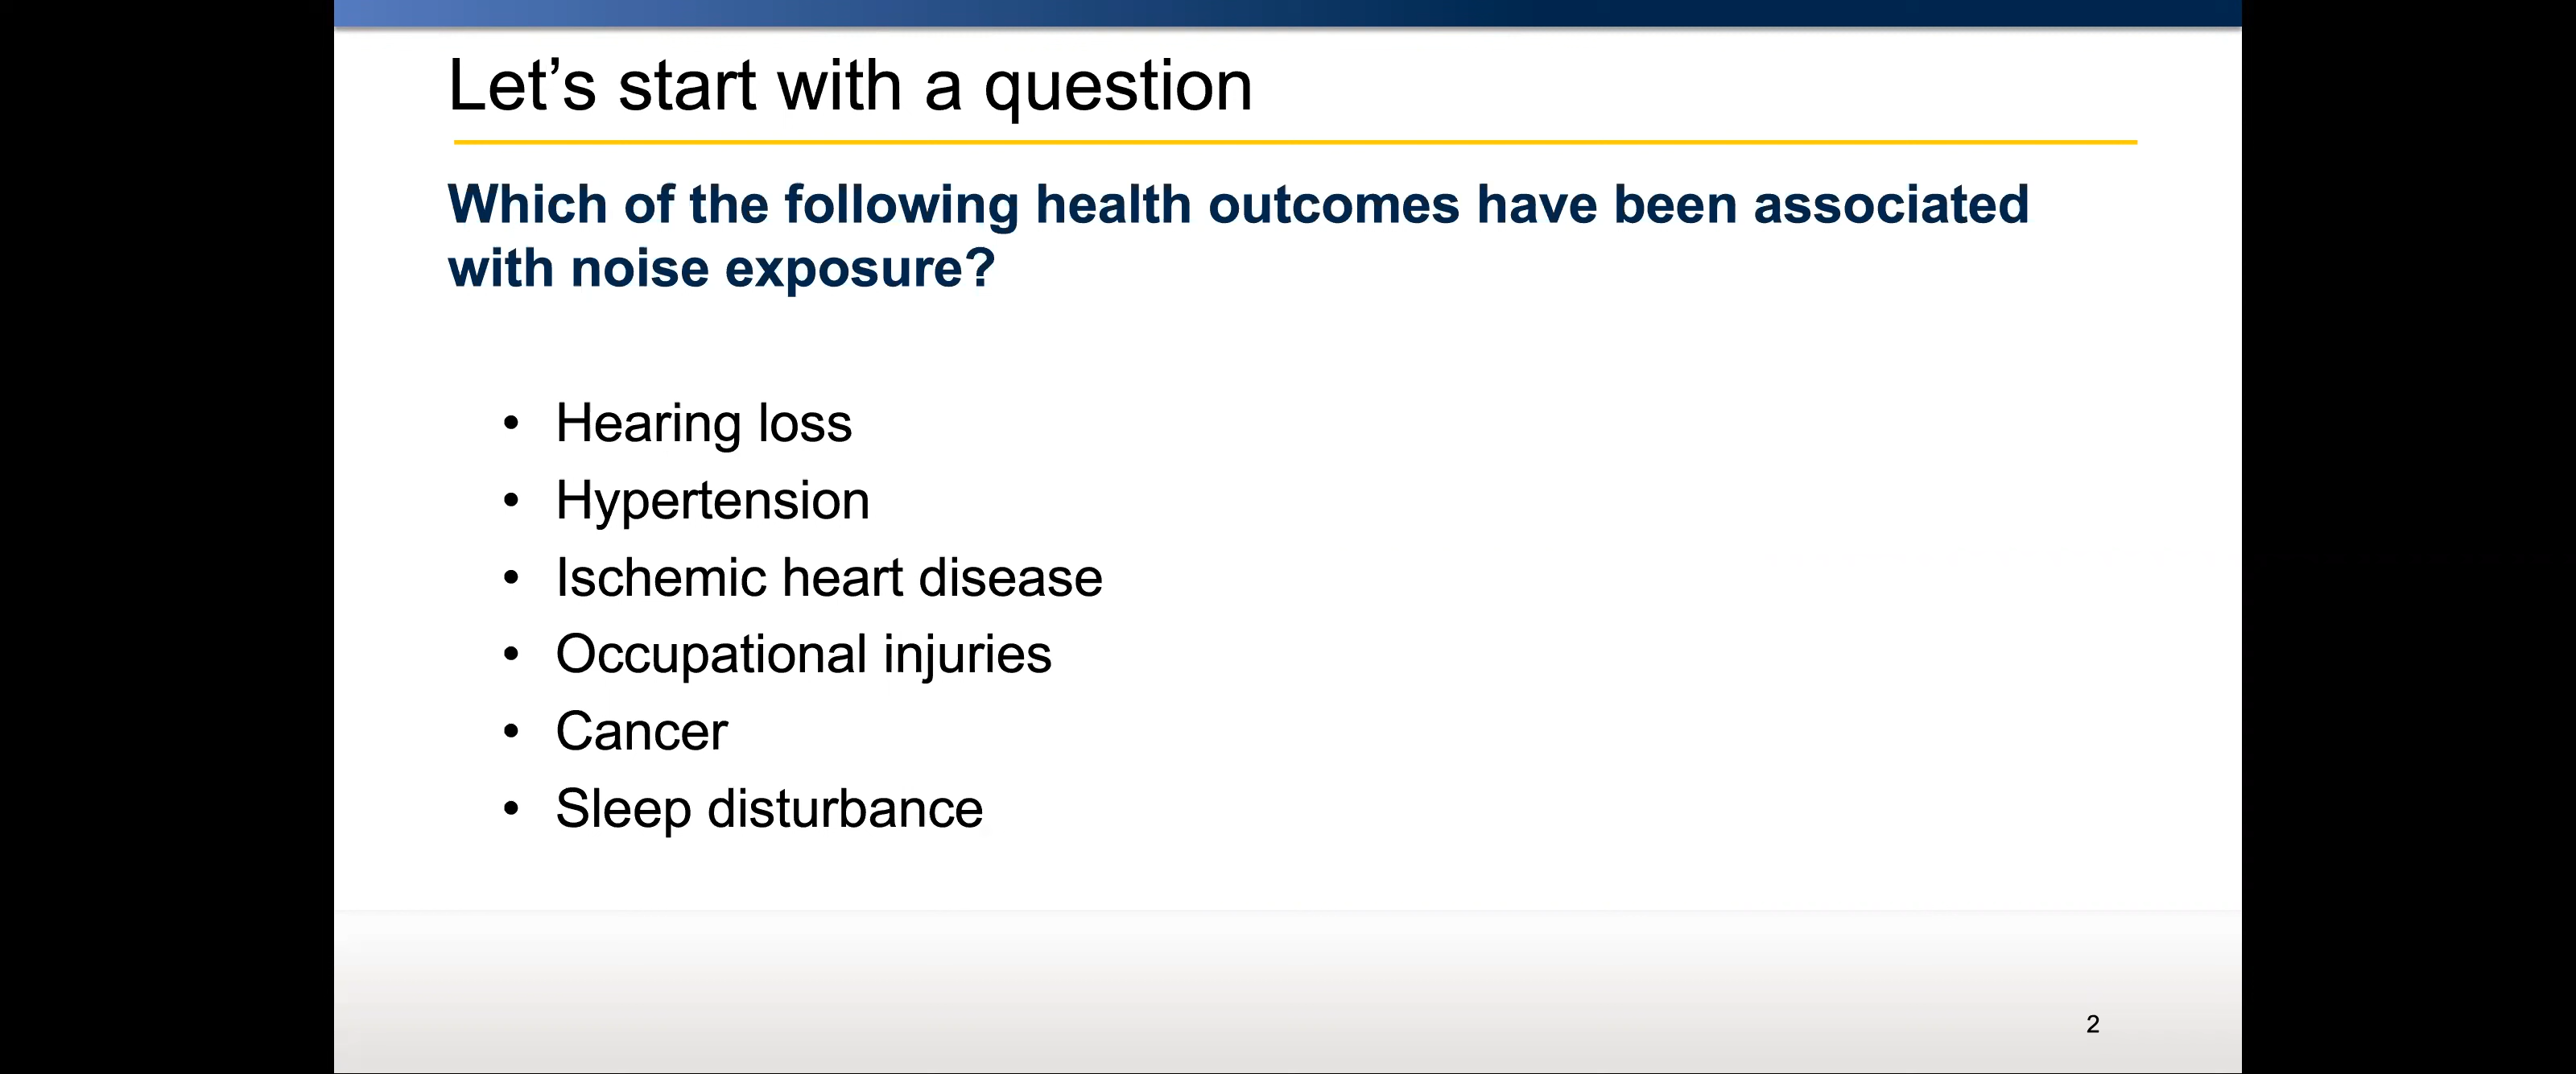 Let’s start with a question
Which of the following health outcomes have been associated
with noise exposure?
• Hearing loss
• Hypertension
• Ischemic heart disease
• Occupational injuries
• Cancer
• Sleep disturbance
2